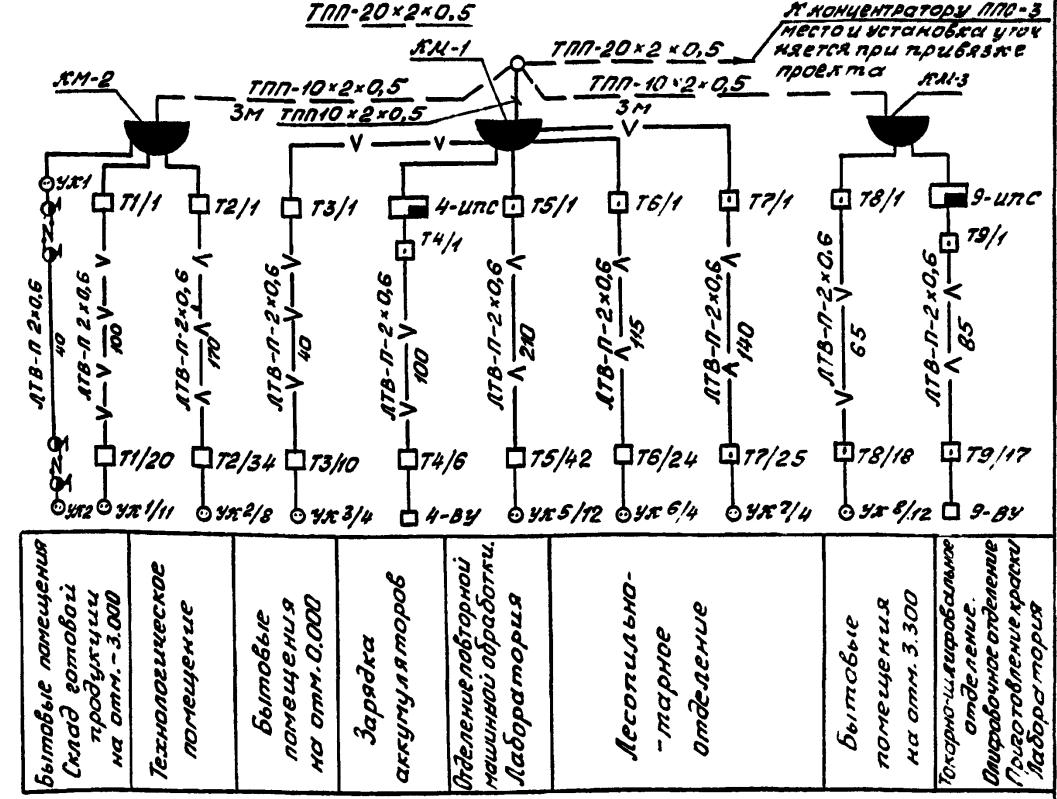 ТПП-20×2×0.5
К концентратору ППС-3
место и установка уточ
няется при привязке
проекта
КМ-2
КМ-1
ТПП-20×2×0,5
КМ-3
ТПП-10×2×0,5
3м
ТПП10×2×0,5
ТПП-10×2×0,5
3м
УК1
Т1/1
Т2/1
Т3/1
4-ИПС
Т4/1
Т5/1
Т6/1
Т7/1
Т8/1
9-ИПС
Т9/1
ЛТВ-П 2×0,6
40
ЛТВ-П 2×0,6
100
ЛТВ-П-2×0,6
170
ЛТВ-П-2×0,6
40
ЛТВ-П-2×0,6
100
ЛТВ-П-2×0,6
210
ЛТВ-П-2×0,6
115
ЛТВ-П-2×0,6
140
ЛТВ-П-2×0.6
65
ЛТВ-П-2×0,6
85
Т1/20
Т2/34
Т3/10
Т4/6
Т5/42
Т6/24
Т7/25
Т8/18
Т9/17
УК2
УК1/11
УК2/8
УК3/4
4-ВУ
УК5/12
УК6/4
УК7/4
УК8/12
9-ВУ
Бытовые помещения
Склад готовой
продукции
на отм.-3.000
Технологическое
помещение
Бытовые
помещения
на отм. 0.000
Зарядка
аккумуляторов
Отделение повторной
машинной обработки.
Лаборатория
Лесопильно-
-тарное
отделение
Бытовые
помещения
на отм. 3.300
Токарно-шлифовальное
отделение.
Олифовочное отделение
Приготовление краски
Лаборатория